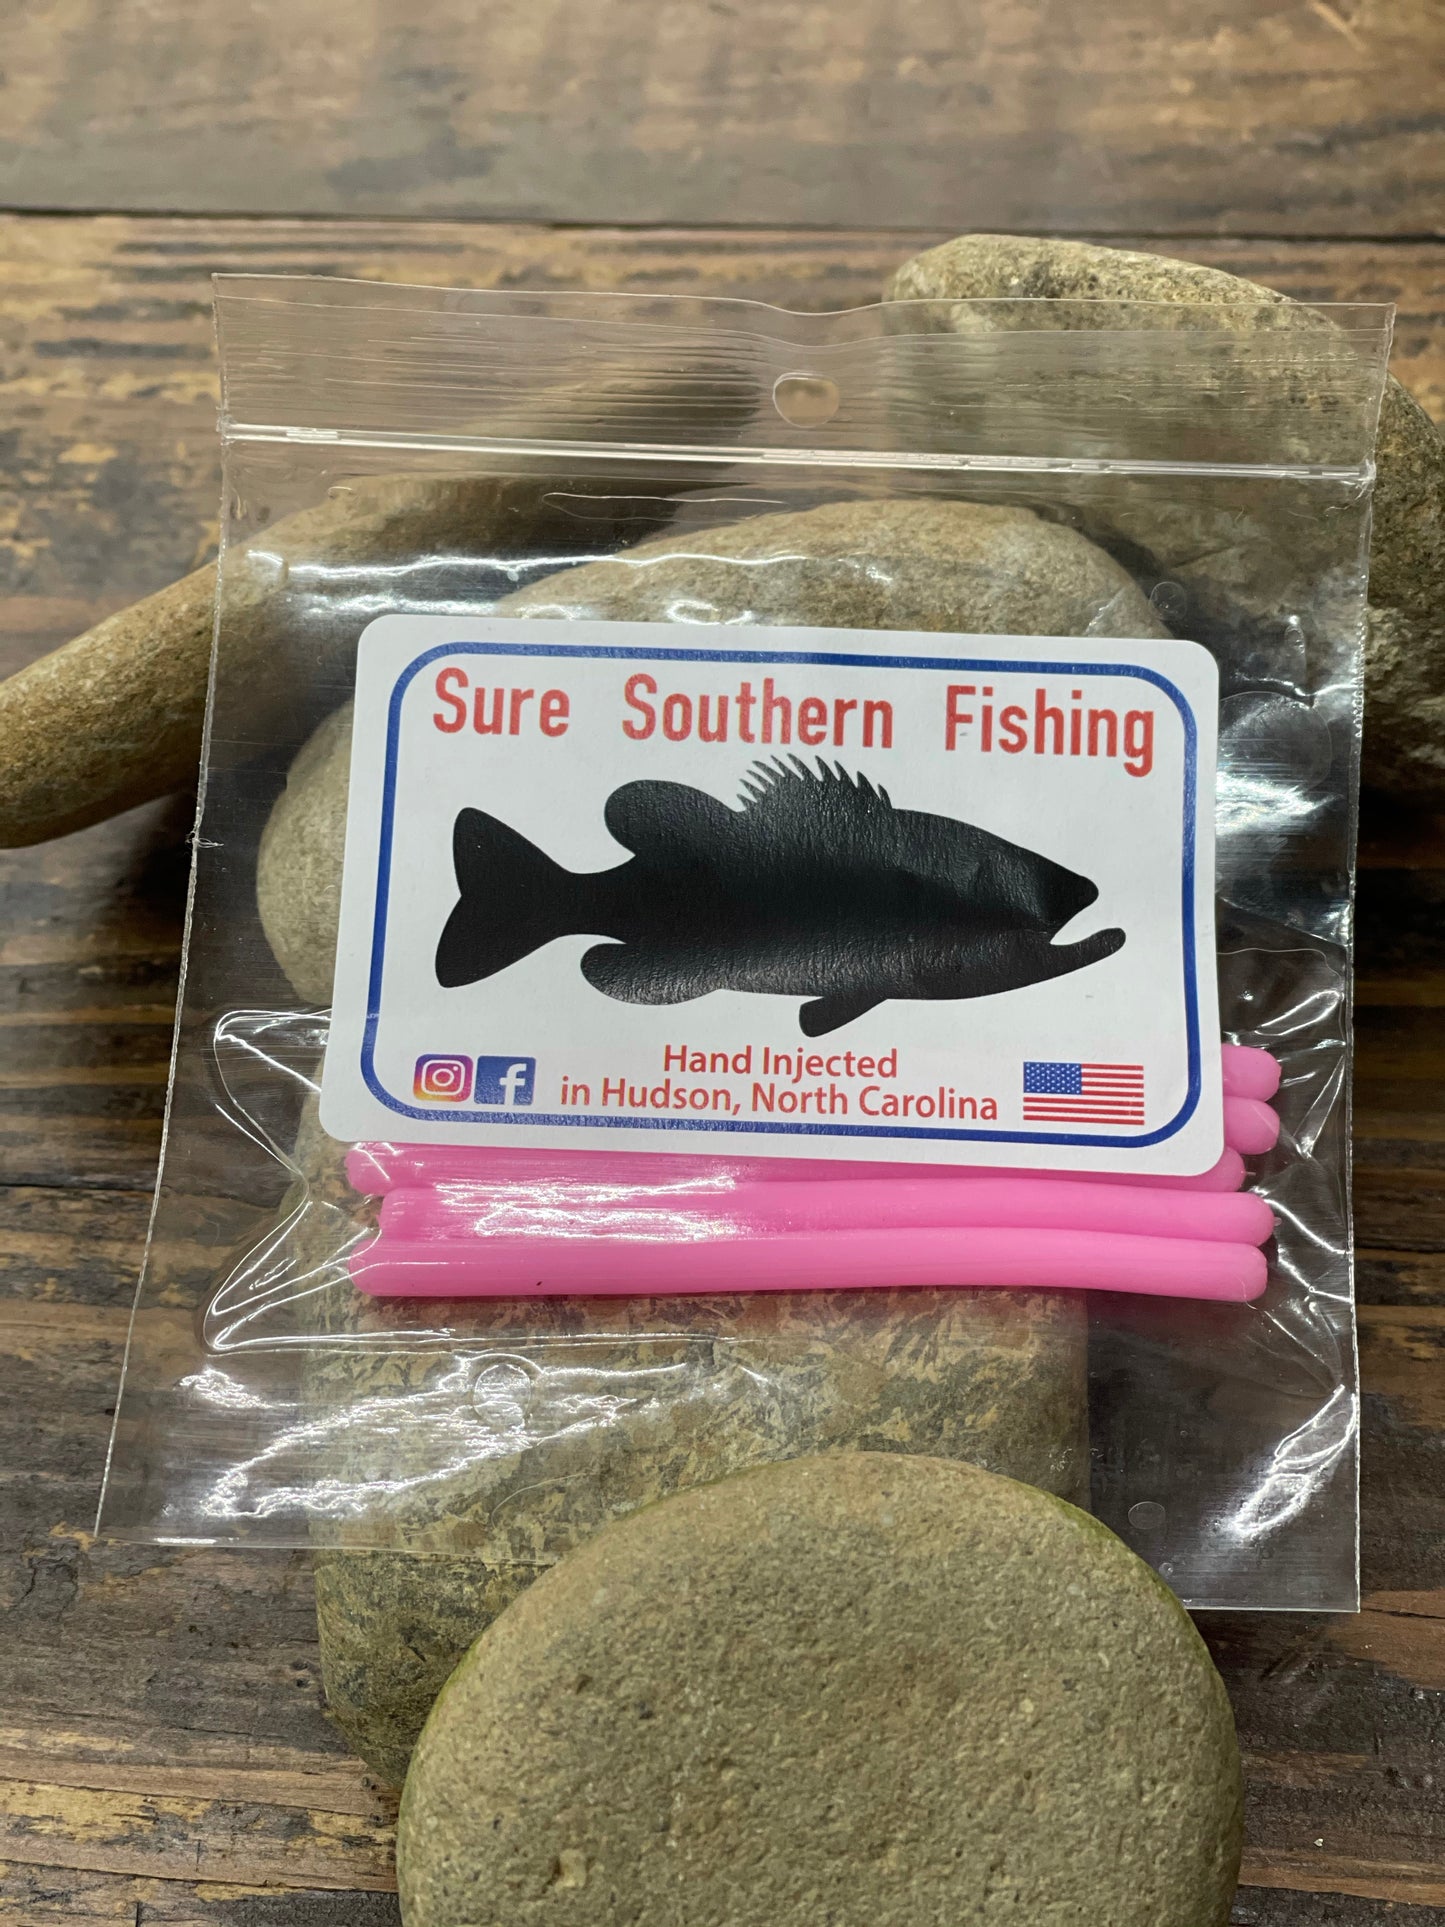 Sure Southern Fishing
Hand Injected
in Hudson, North Carolina